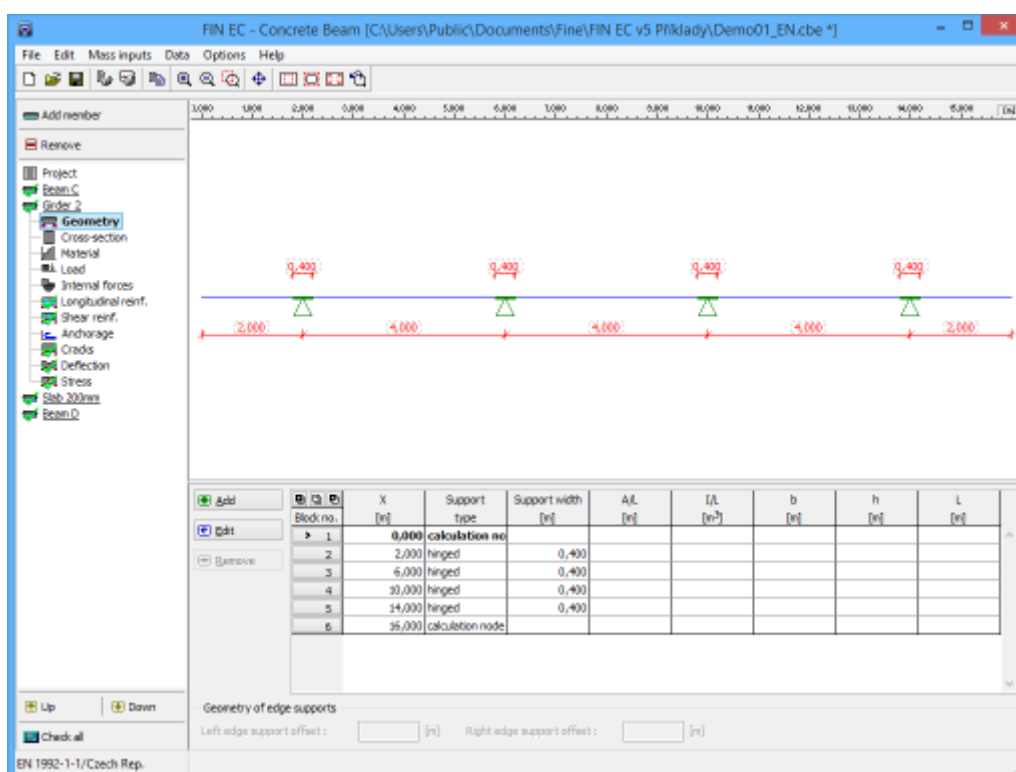 FIN EC - Concrete Beam [C:\Users\Public\Documents\Fine\FIN EC v5 Příklady\Demo01_EN.cbe *]
File Edit Mass inputs Data Options Help
Add member
Remove
Project
Beam C
Girder 2
Geometry
Cross-section
Material
Load
Internal forces
Longitudinal reinf.
Shear reinf.
Anchorage
Cracks
Deflection
Stress
Slab 200mm
Beam D
Up Down
Check all
0,400 0,400 0,400 0,400
2,000 4,000 4,000 4,000 2,000
Add
Edit
Remove
X Support Support width A/L I/L b h L
Block no. [m] type [m] [m] [m³] [m] [m] [m]
> 1 0,000 calculation no
2 2,000 hinged 0,400
3 6,000 hinged 0,400
4 10,000 hinged 0,400
5 14,000 hinged 0,400
6 16,000 calculation node
Geometry of edge supports
Left edge support offset : [m] Right edge support offset : [m]
EN 1992-1-1/Czech Rep.